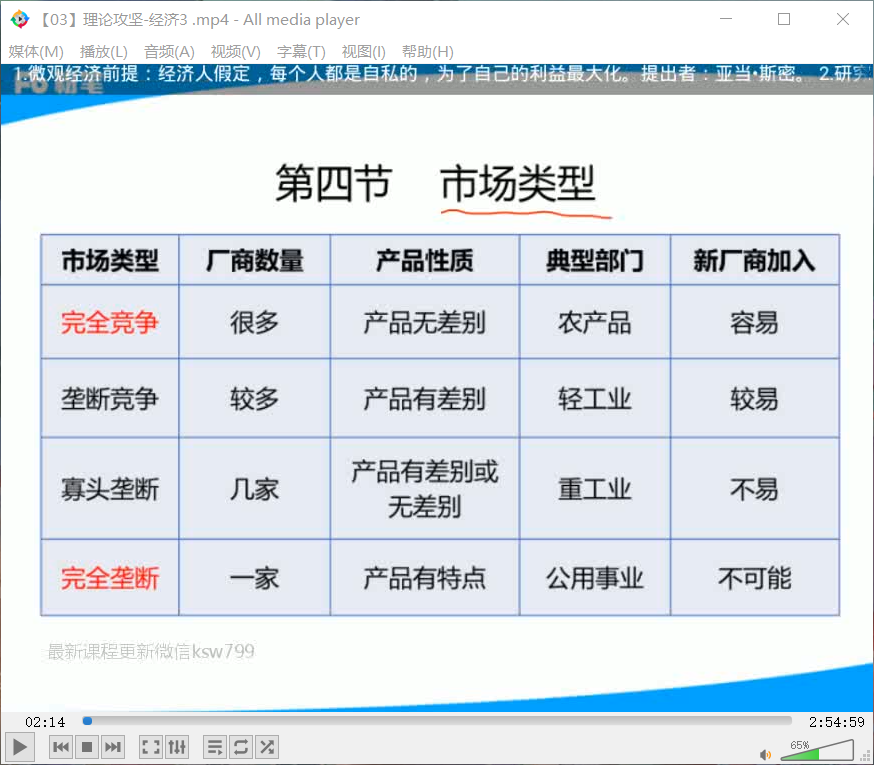 【03】理论攻坚-经济3 .mp4 - All media player
媒体(M) 播放(L) 音频(A) 视频(V) 字幕(T) 视图(I) 帮助(H)
1.微观经济前提：经济人假定，每个人都是自私的，为了自己的利益最大化。提出者：亚当·斯密。 2.研究
粉笔
第四节 市场类型
市场类型 厂商数量 产品性质 典型部门 新厂商加入
完全竞争 很多 产品无差别 农产品 容易
垄断竞争 较多 产品有差别 轻工业 较易
寡头垄断 几家 产品有差别或 重工业 不易
无差别
完全垄断 一家 产品有特点 公用事业 不可能
最新课程更新微信ksw799
02:14 2:54:59
65%